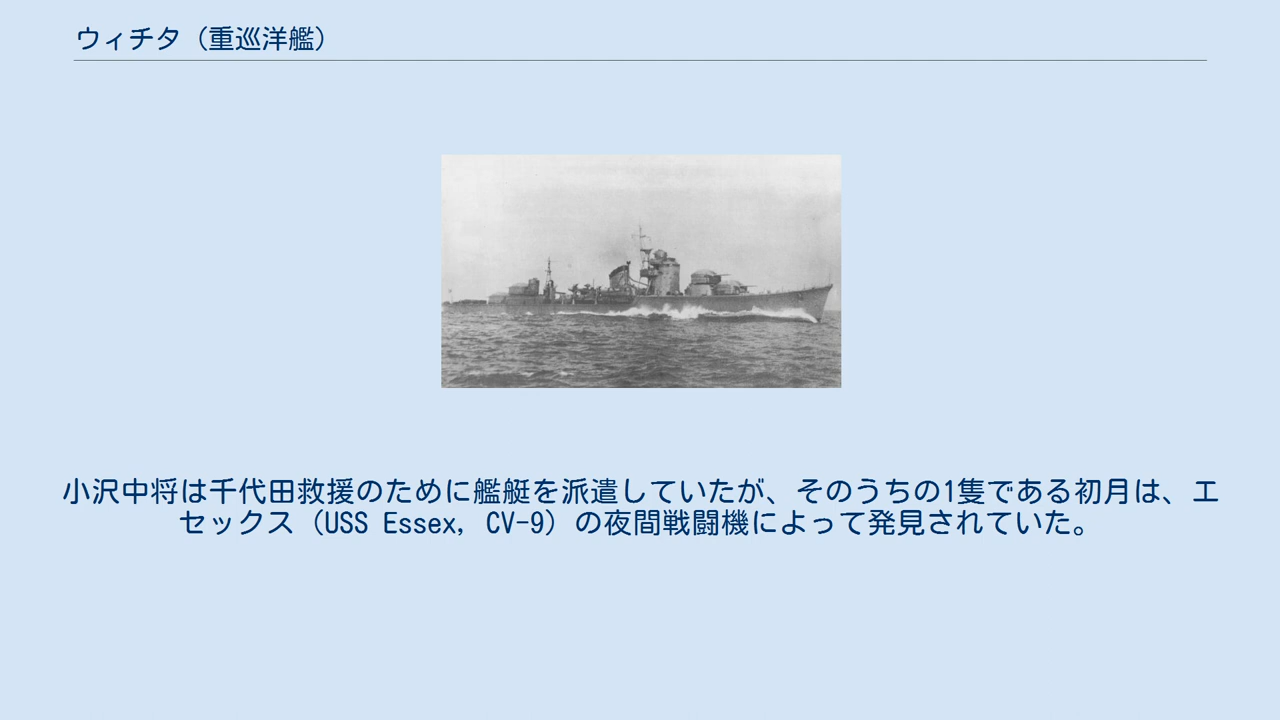 ウィチタ（重巡洋艦）
小沢中将は千代田救援のために艦艇を派遣していたが、そのうちの1隻である初月は、エ
セックス（USS Essex, CV-9）の夜間戦闘機によって発見されていた。